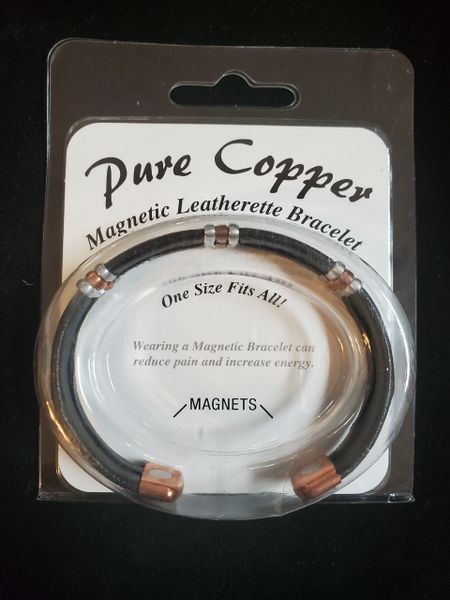 Pure Copper
Magnetic Leatherette Bracelet
One Size Fits All!
Wearing a Magnetic Bracelet can
reduce pain and increase energy.
MAGNETS